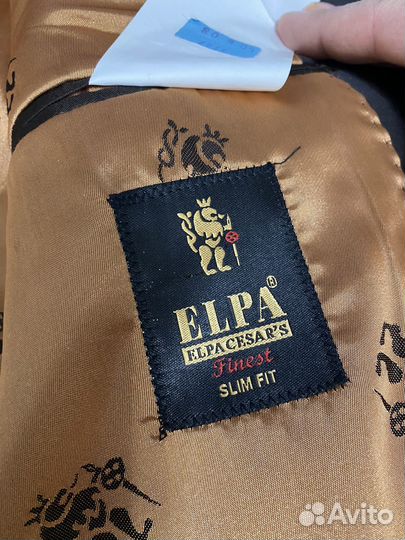 ELPA®
ELPA CESAR'S
Finest
SLIM FIT
Avito